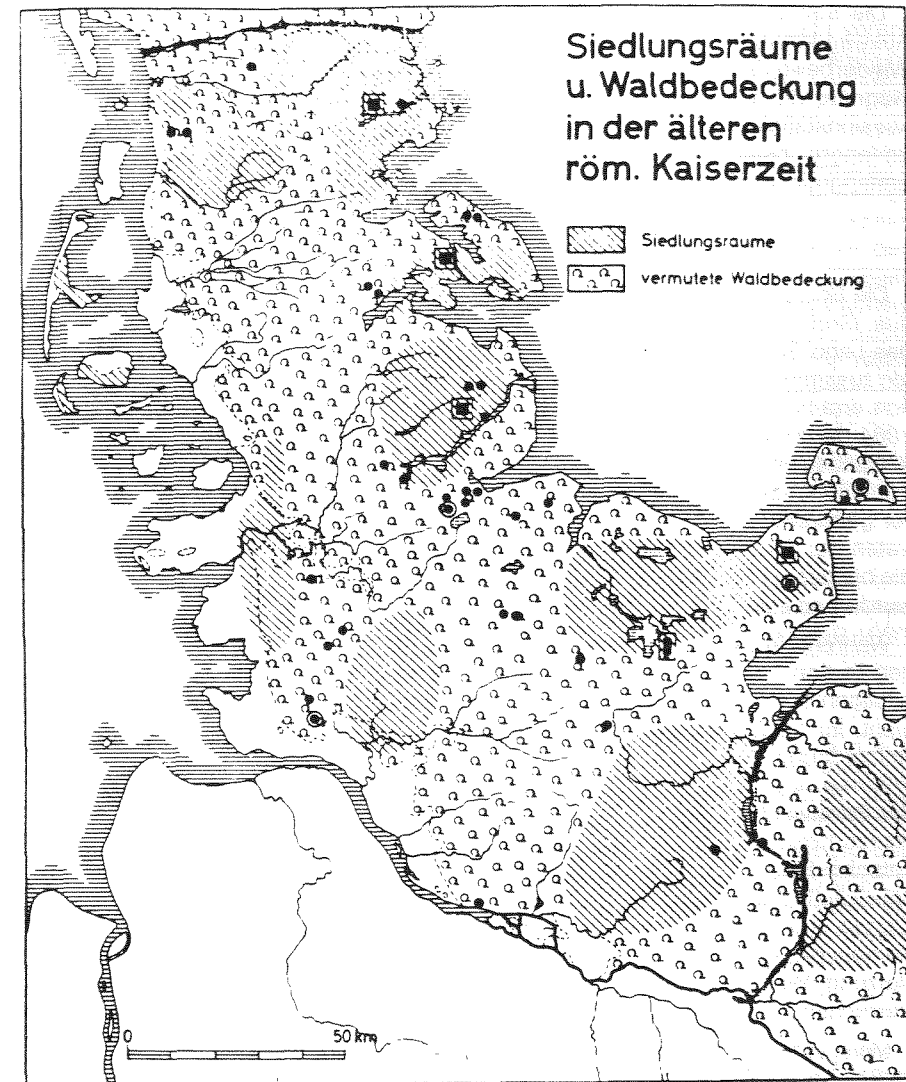 Siedlungsräume
u. Waldbedeckung
in der älteren
röm. Kaiserzeit
Siedlungsräume
vermutete Waldbedeckung
0
50 km